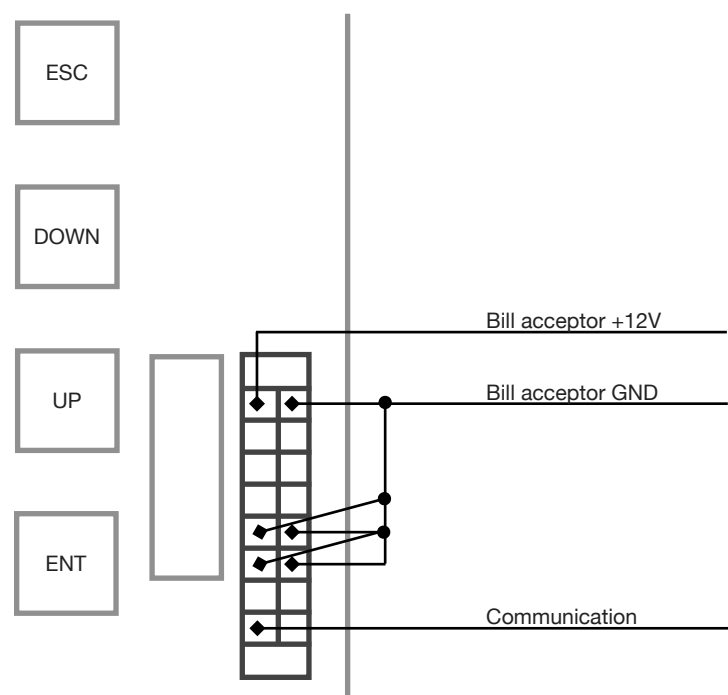 ESC
DOWN
Bill acceptor +12V
UP
Bill acceptor GND
ENT
Communication